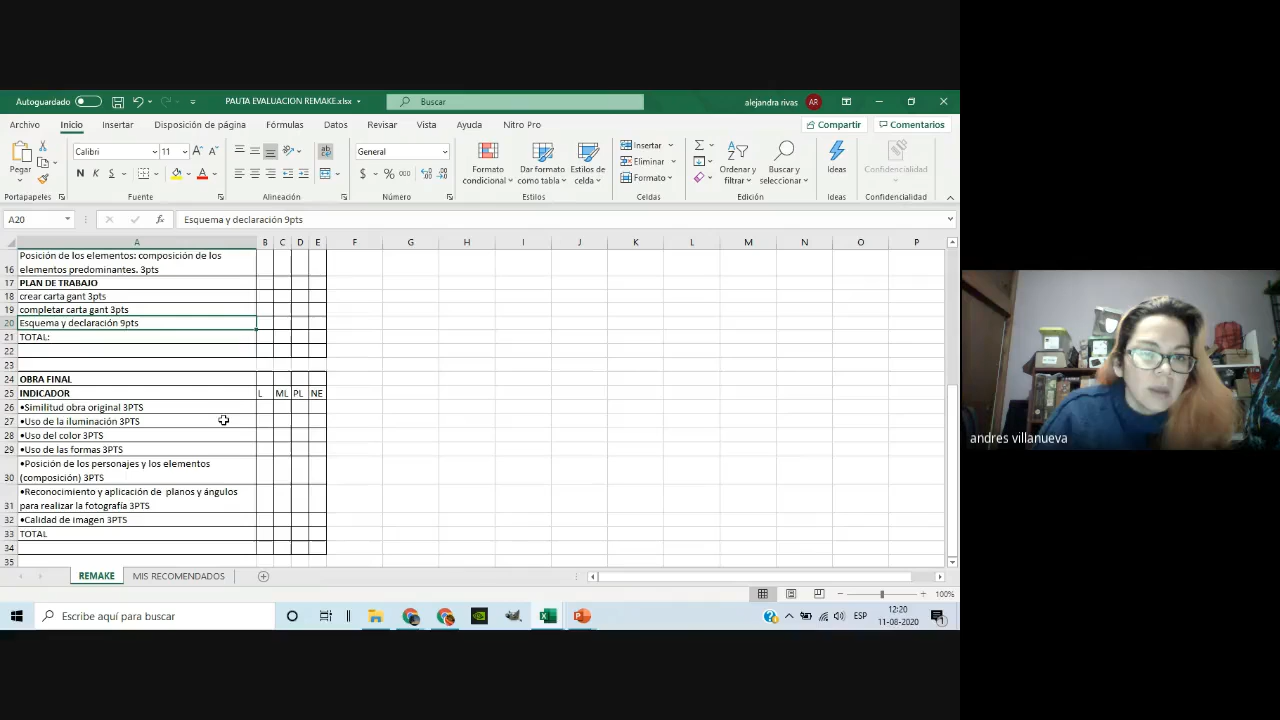 Autoguardado
PAUTA EVALUACION REMAKE.xlsx
Buscar
alejandra rivas
AR
Archivo
Inicio
Insertar
Disposición de página
Fórmulas
Datos
Revisar
Vista
Ayuda
Nitro Pro
Compartir
Comentarios
Pegar
Calibri
11
N
K
S
General
$ % 000
Formato condicional
Dar formato como tabla
Estilos de celda
Insertar
Eliminar
Formato
Ordenar y filtrar
Buscar y seleccionar
Ideas
Confidencialidad
Portapapeles
Fuente
Alineación
Número
Estilos
Celdas
Edición
Ideas
Confidencialidad
A20
fx
Esquema y declaración 9pts
A B C D E F G H I J K L M N O P
Posición de los elementos: composición de los
16 elementos predominantes. 3pts
17 PLAN DE TRABAJO
18 crear carta gant 3pts
19 completar carta gant 3pts
20 Esquema y declaración 9pts
21 TOTAL:
22
23
24 OBRA FINAL
25 INDICADOR L ML PL NE
26 •Similitud obra original 3PTS
27 •Uso de la iluminación 3PTS
28 •Uso del color 3PTS
29 •Uso de las formas 3PTS
•Posición de los personajes y los elementos
30 (composición) 3PTS
•Reconocimiento y aplicación de planos y ángulos
31 para realizar la fotografía 3PTS
32 •Calidad de imagen 3PTS
33 TOTAL
34
35
REMAKE
MIS RECOMENDADOS
100%
Escribe aquí para buscar
ESP
12:20
11-08-2020
andres villanueva